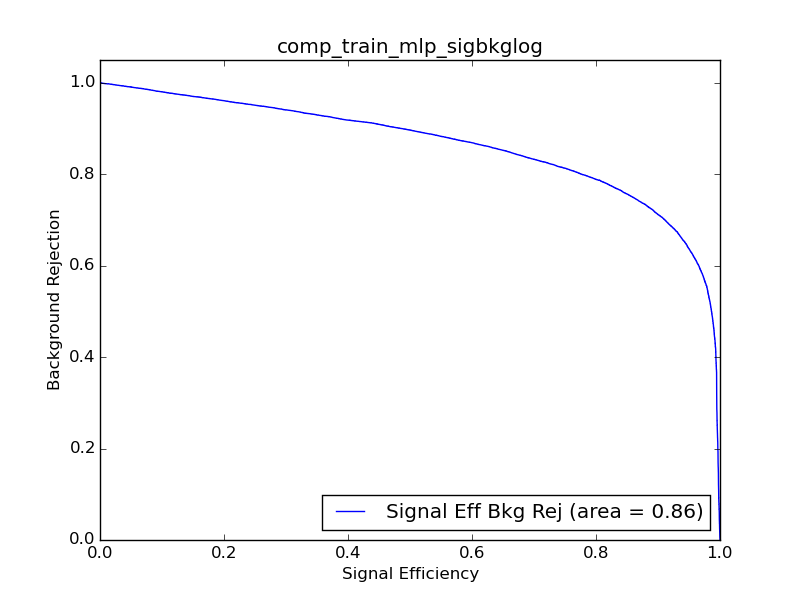 comp_train_mlp_sigbkglog
Background Rejection
1.0
0.8
0.6
0.4
0.2
0.0
Signal Eff Bkg Rej (area = 0.86)
0.0 0.2 0.4 0.6 0.8 1.0
Signal Efficiency